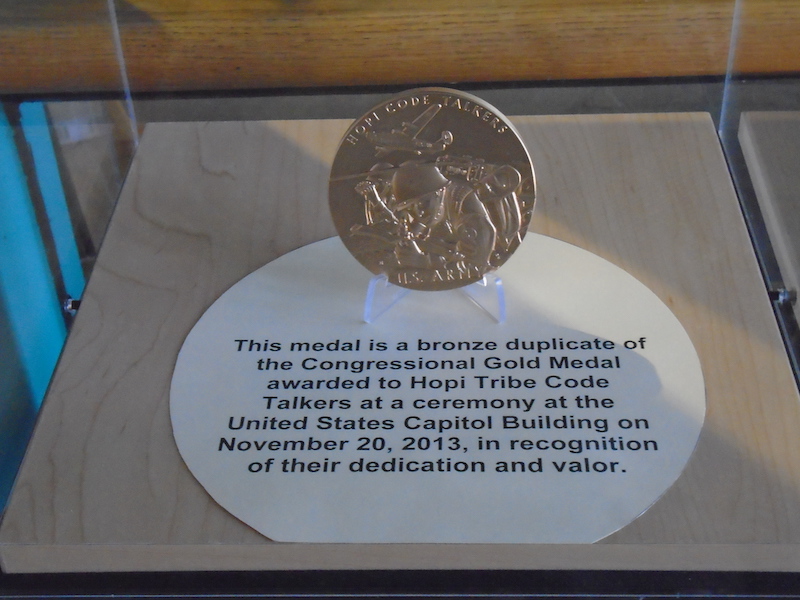 HOPI CODE TALKERS
U.S. ARMY
This medal is a bronze duplicate of
the Congressional Gold Medal
awarded to Hopi Tribe Code
Talkers at a ceremony at the
United States Capitol Building on
November 20, 2013, in recognition
of their dedication and valor.